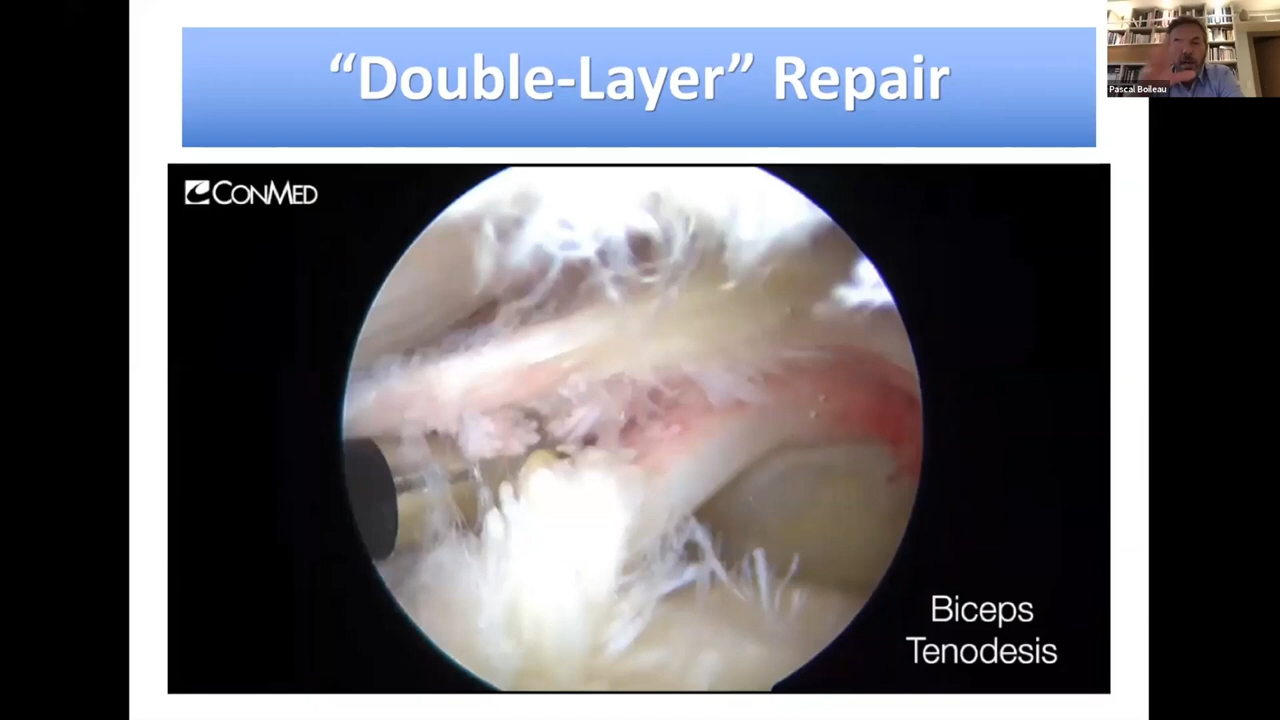 “Double-Layer” Repair
Pascal Boileau
CONMED
Biceps
Tenodesis